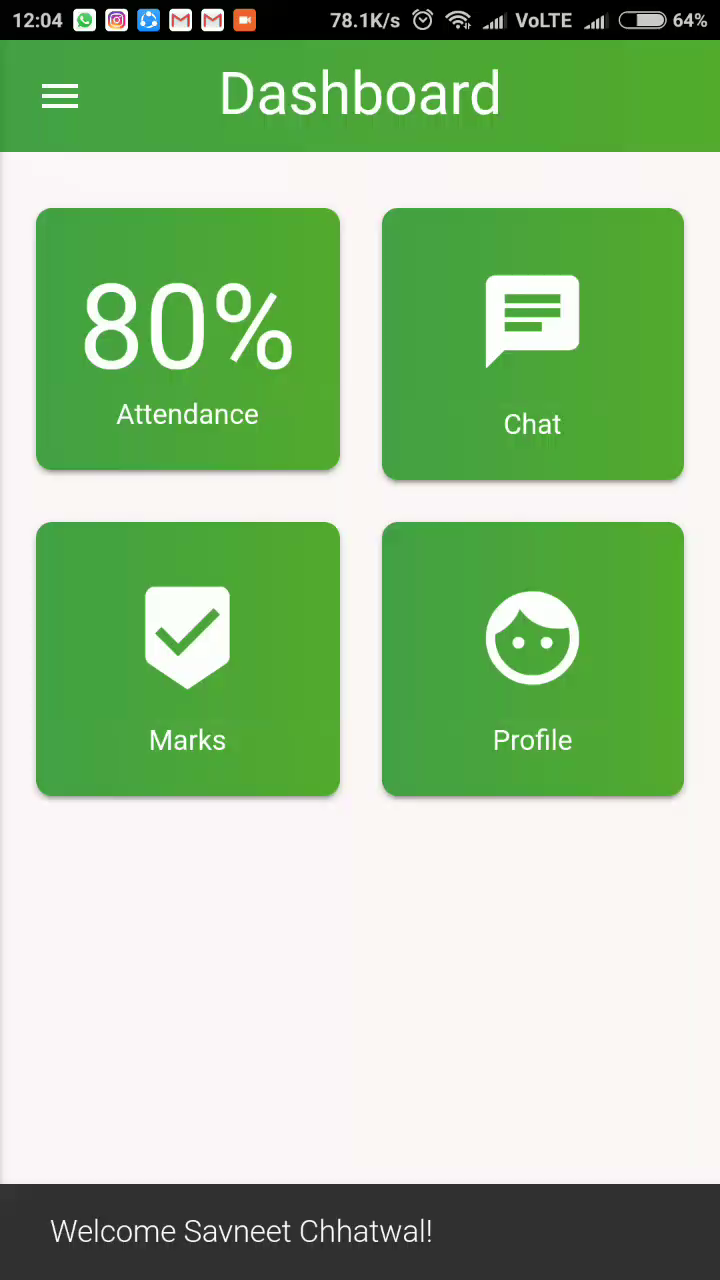 12:04 78.1K/s VoLTE 64%
Dashboard
80%
Attendance
Chat
Marks
Profile
Welcome Savneet Chhatwal!